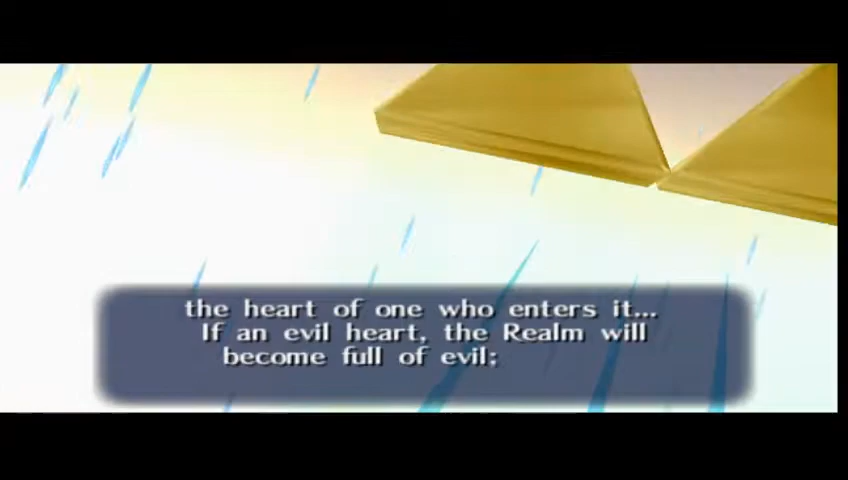 the heart of one who enters it...
If an evil heart, the Realm will
become full of evil;